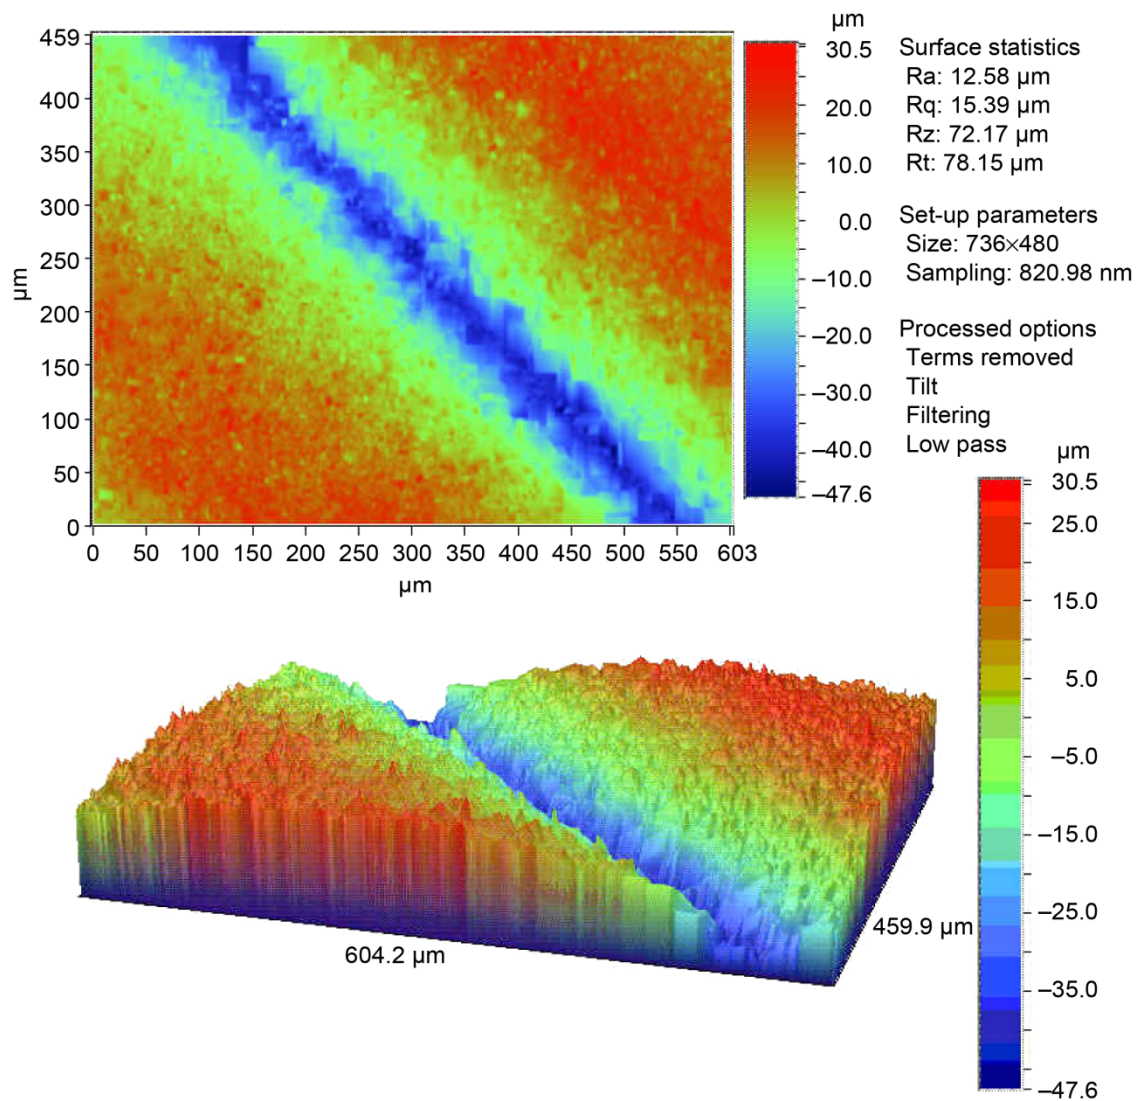 µm
459
400
350
300
250
200
150
100
50
0
µm
0 50 100 150 200 250 300 350 400 450 500 550 603
µm
30.5
20.0
10.0
0.0
–10.0
–20.0
–30.0
–40.0
–47.6
Surface statistics
Ra: 12.58 µm
Rq: 15.39 µm
Rz: 72.17 µm
Rt: 78.15 µm
Set-up parameters
Size: 736×480
Sampling: 820.98 nm
Processed options
Terms removed
Tilt
Filtering
Low pass
µm
30.5
25.0
15.0
5.0
–5.0
–15.0
–25.0
–35.0
–47.6
604.2 µm
459.9 µm